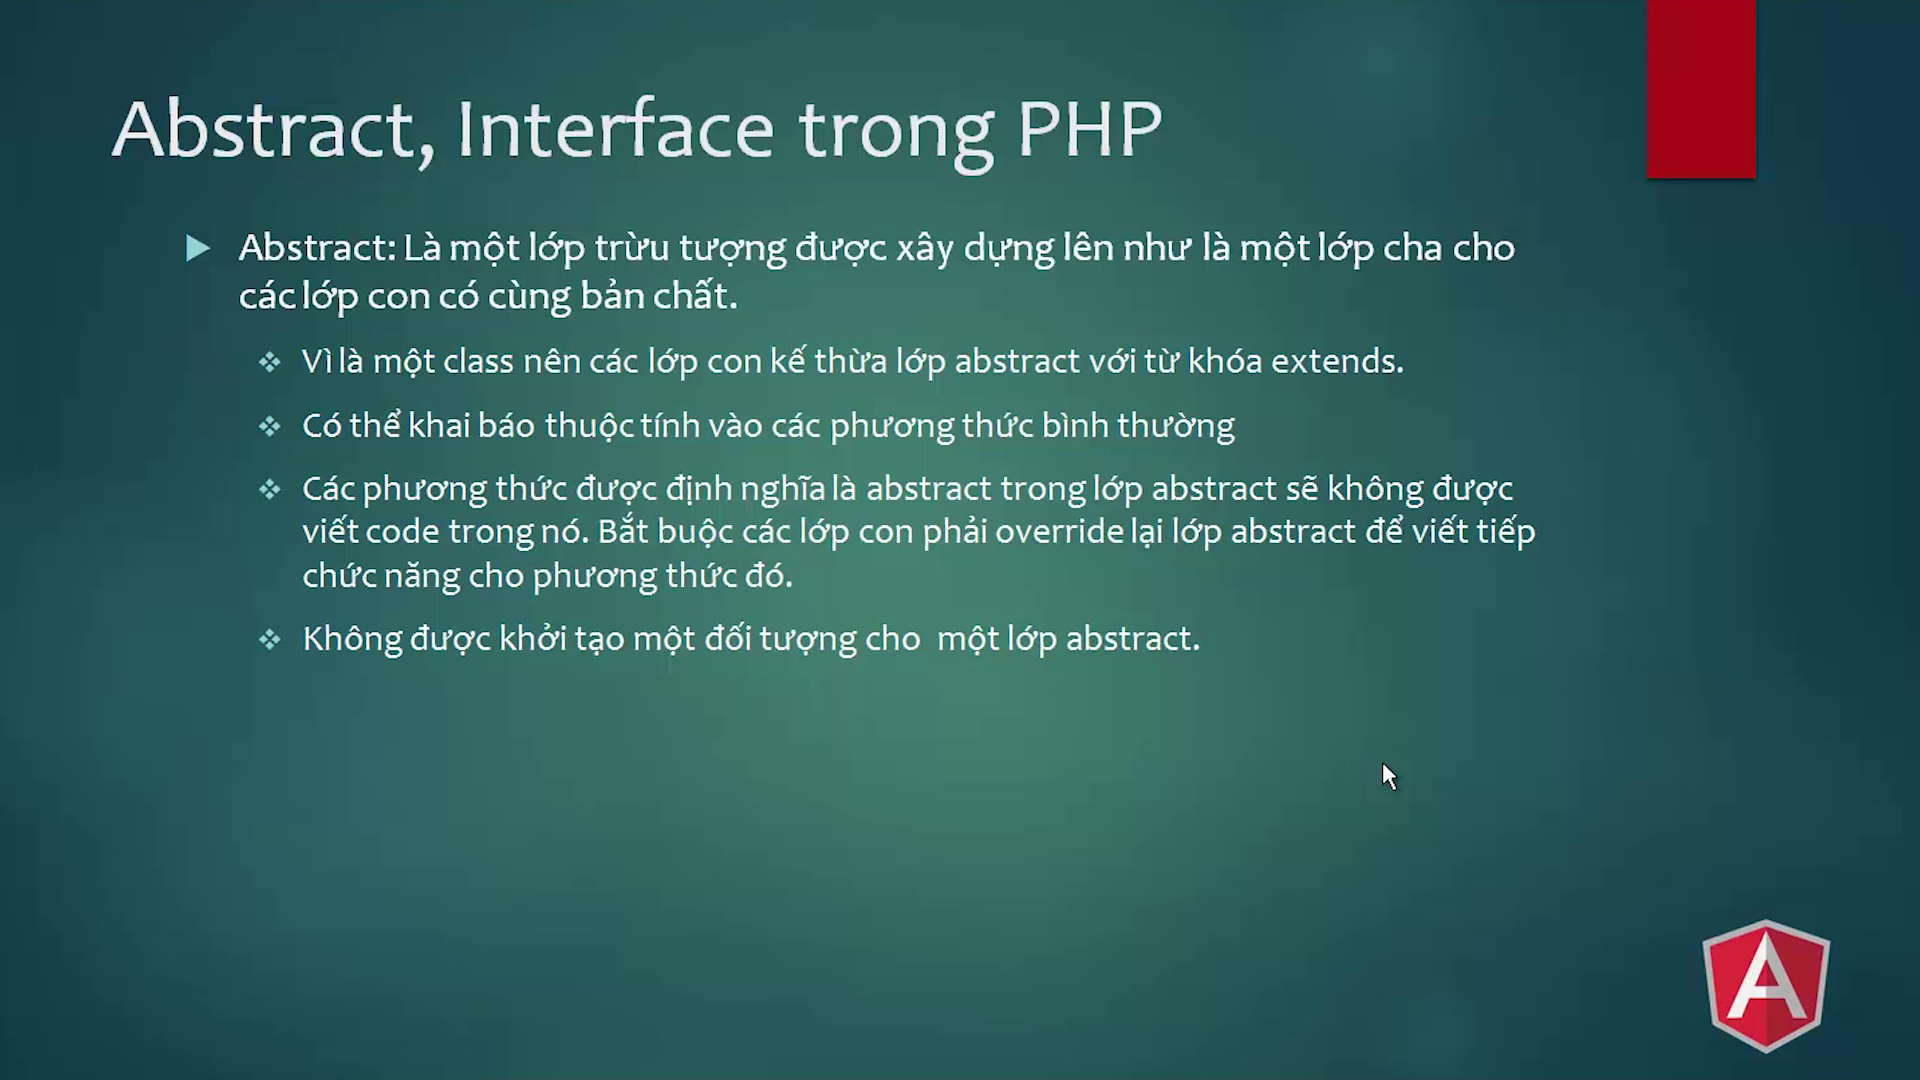 Abstract, Interface trong PHP
Abstract: Là một lớp trừu tượng được xây dựng lên như là một lớp cha cho
các lớp con có cùng bản chất.
Vì là một class nên các lớp con kế thừa lớp abstract với từ khóa extends.
Có thể khai báo thuộc tính vào các phương thức bình thường
Các phương thức được định nghĩa là abstract trong lớp abstract sẽ không được
viết code trong nó. Bắt buộc các lớp con phải override lại lớp abstract để viết tiếp
chức năng cho phương thức đó.
Không được khởi tạo một đối tượng cho  một lớp abstract.
A